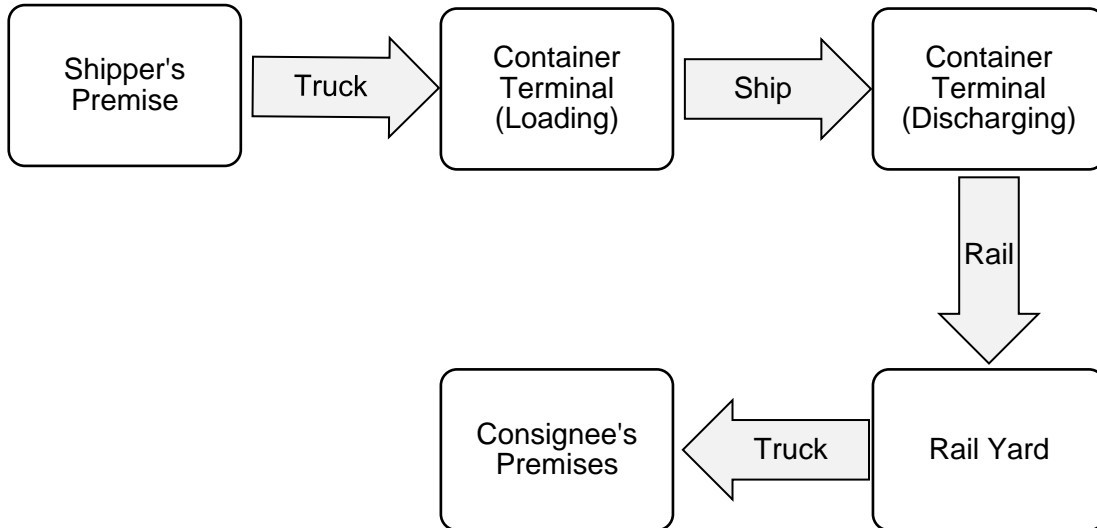 Shipper's
Premise
Truck
Container
Terminal
(Loading)
Ship
Container
Terminal
(Discharging)
Rail
Rail Yard
Truck
Consignee's
Premises